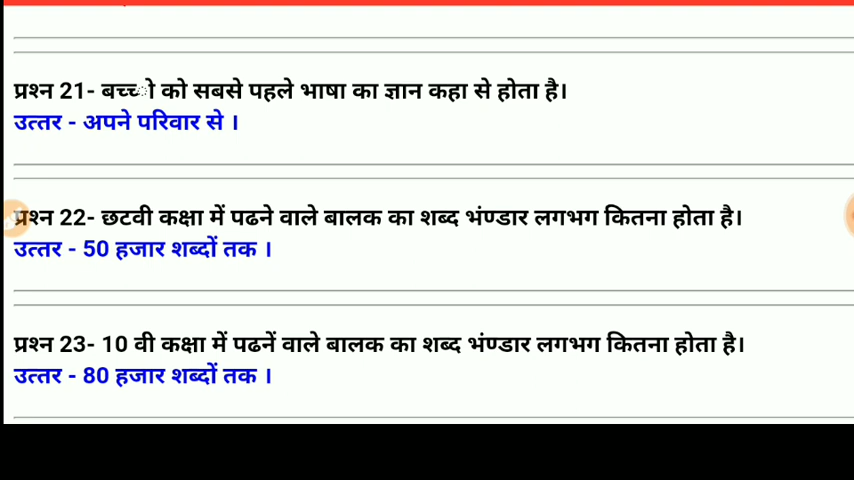 प्रश्न 21- बच्च्ो को सबसे पहले भाषा का ज्ञान कहा से होता है।
उत्तर - अपने परिवार से ।
प्रश्न 22- छटवी कक्षा में पढने वाले बालक का शब्द भंण्डार लगभग कितना होता है।
उत्तर - 50 हजार शब्दों तक ।
प्रश्न 23- 10 वी कक्षा में पढनें वाले बालक का शब्द भंण्डार लगभग कितना होता है।
उत्तर - 80 हजार शब्दों तक ।